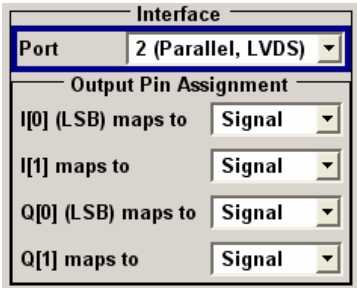 Interface
Port 2 (Parallel, LVDS)
Output Pin Assignment
I[0] (LSB) maps to Signal
I[1] maps to Signal
Q[0] (LSB) maps to Signal
Q[1] maps to Signal